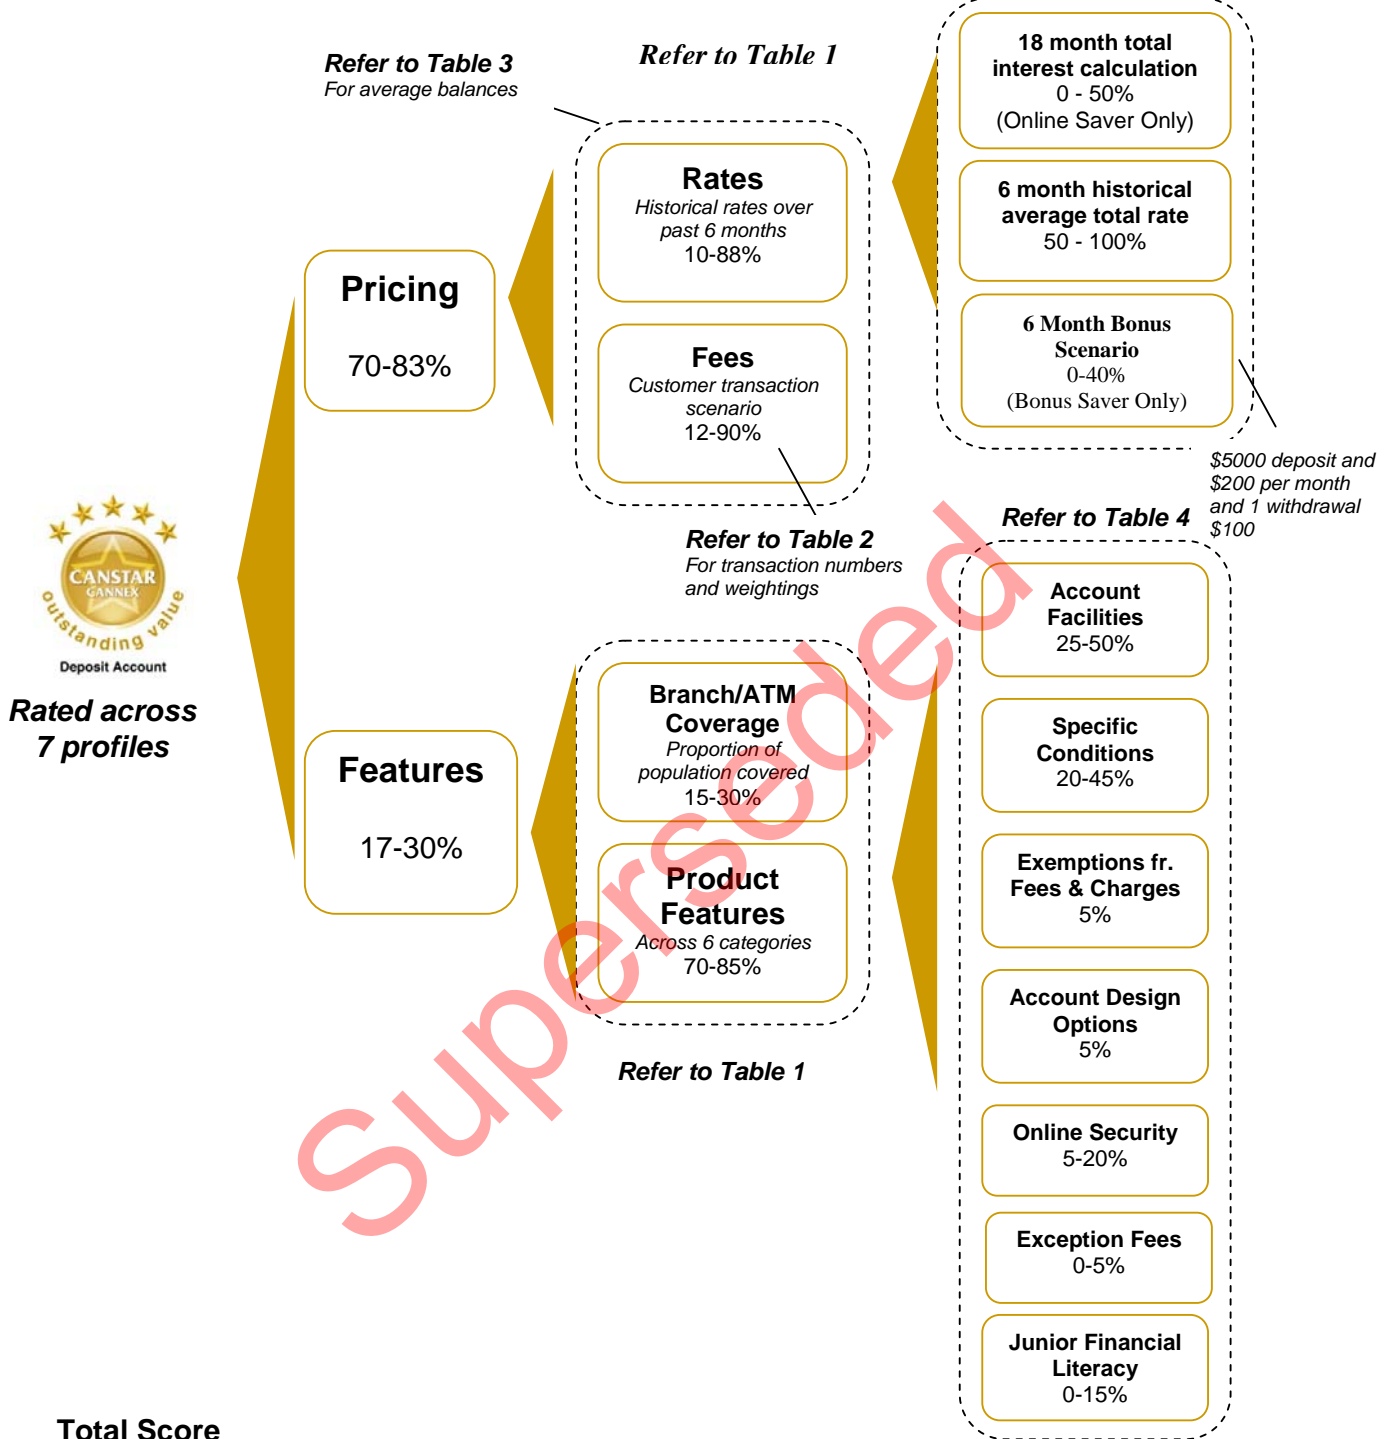 Refer to Table 3
For average balances
Refer to Table 1
18 month total
interest calculation
0 - 50%
(Online Saver Only)
6 month historical
average total rate
50 - 100%
6 Month Bonus
Scenario
0-40%
(Bonus Saver Only)
$5000 deposit and
$200 per month
and 1 withdrawal
$100
Rates
Historical rates over
past 6 months
10-88%
Fees
Customer transaction
scenario
12-90%
Pricing
70-83%
Refer to Table 2
For transaction numbers
and weightings
CANSTAR
CANNEX
outstanding value
Deposit Account
Rated across
7 profiles
Features
17-30%
Branch/ATM
Coverage
Proportion of
population covered
15-30%
Product
Features
Across 6 categories
70-85%
Refer to Table 1
Refer to Table 4
Account
Facilities
25-50%
Specific
Conditions
20-45%
Exemptions fr.
Fees & Charges
5%
Account Design
Options
5%
Online Security
5-20%
Exception Fees
0-5%
Junior Financial
Literacy
0-15%
Superseded
Total Score